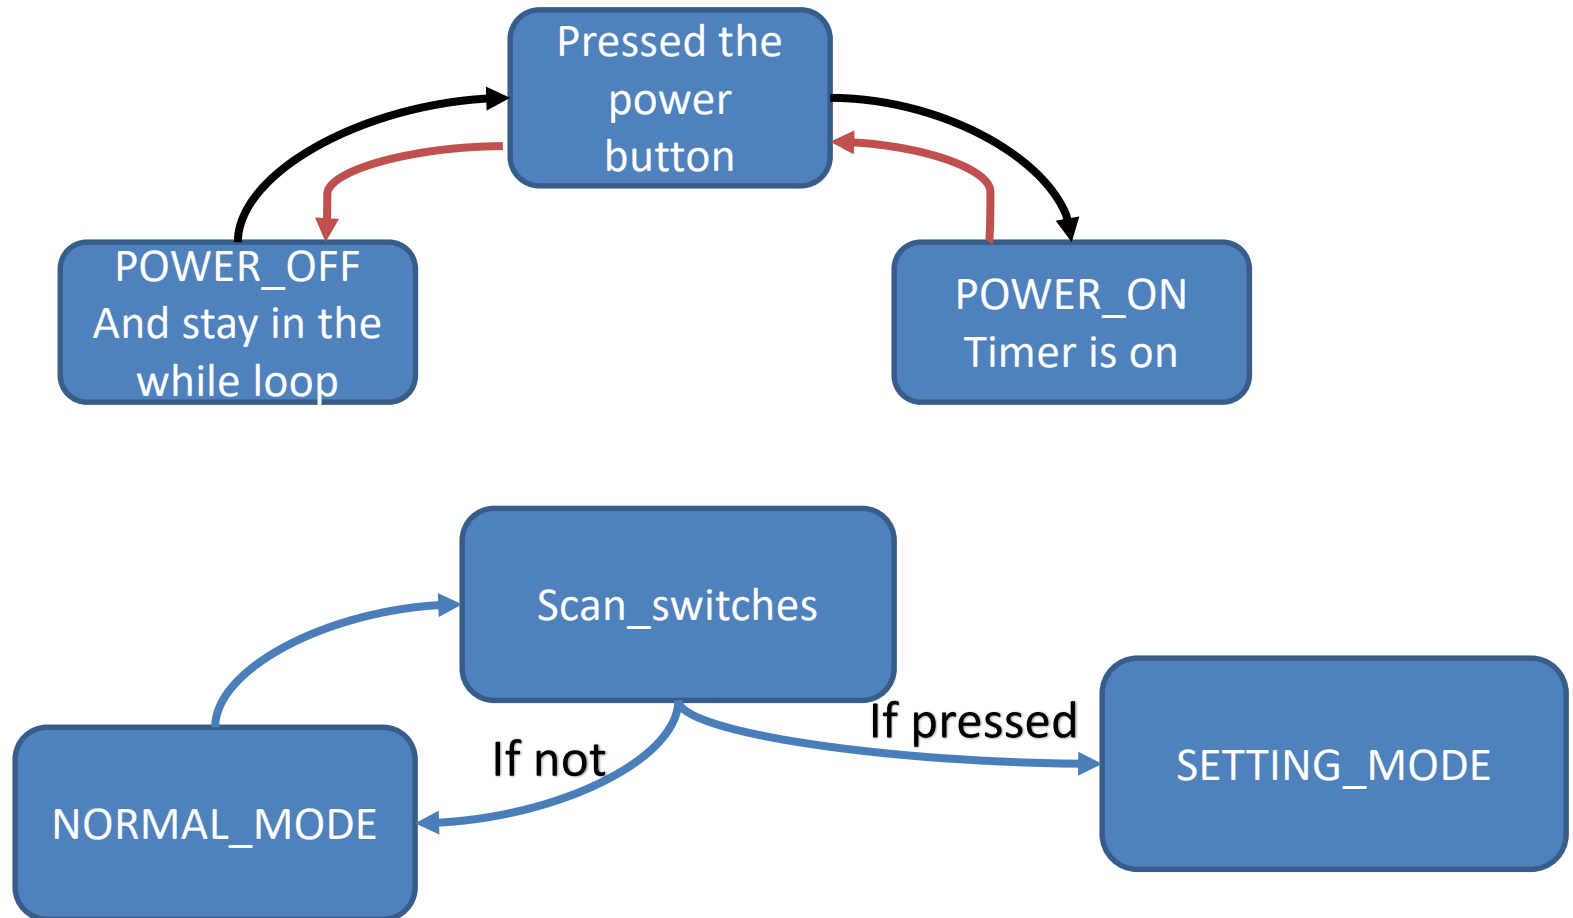 Pressed the
power
button
POWER_OFF
And stay in the
while loop
POWER_ON
Timer is on
Scan_switches
If pressed
If not
SETTING_MODE
NORMAL_MODE